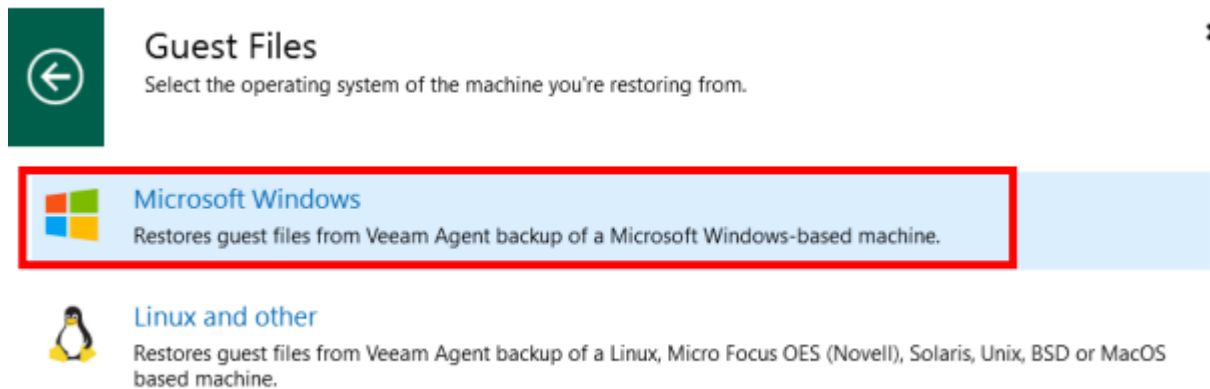 Guest Files
Select the operating system of the machine you're restoring from.
Microsoft Windows
Restores guest files from Veeam Agent backup of a Microsoft Windows-based machine.
Linux and other
Restores guest files from Veeam Agent backup of a Linux, Micro Focus OES (Novell), Solaris, Unix, BSD or MacOS
based machine.